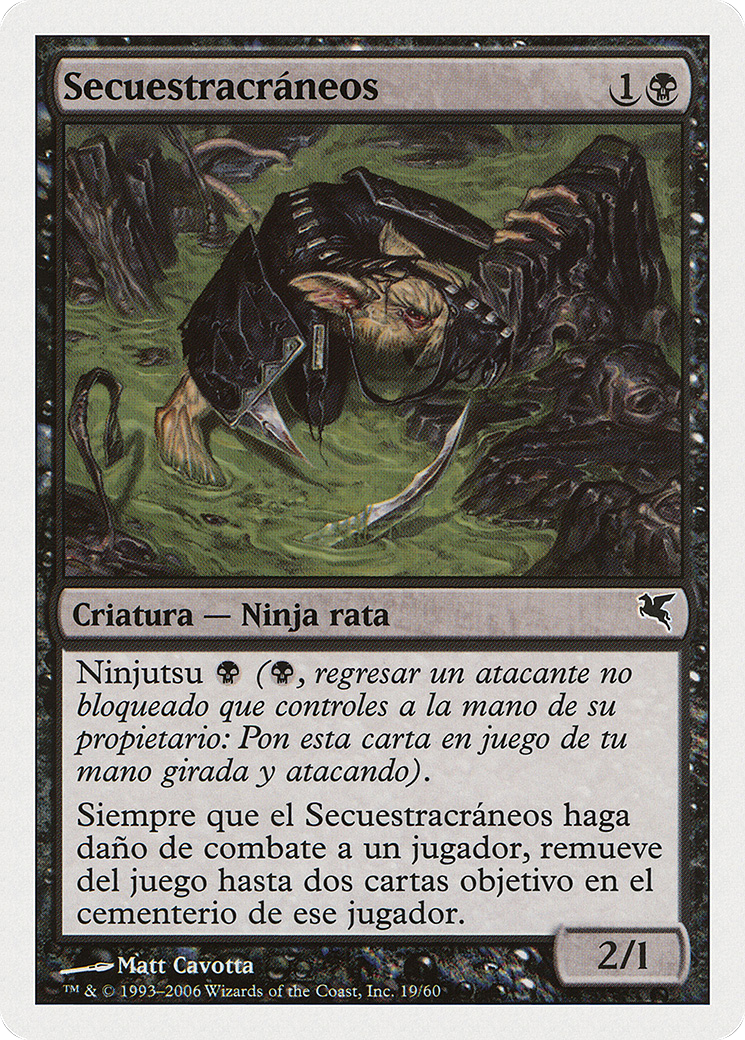 Secuestracráneos 1
Criatura — Ninja rata
Ninjutsu (, regresar un atacante no
bloqueado que controles a la mano de su
propietario: Pon esta carta en juego de tu
mano girada y atacando).
Siempre que el Secuestracráneos haga
daño de combate a un jugador, remueve
del juego hasta dos cartas objetivo en el
cementerio de ese jugador.
2/1
Matt Cavotta
™ & © 1993–2006 Wizards of the Coast, Inc. 19/60